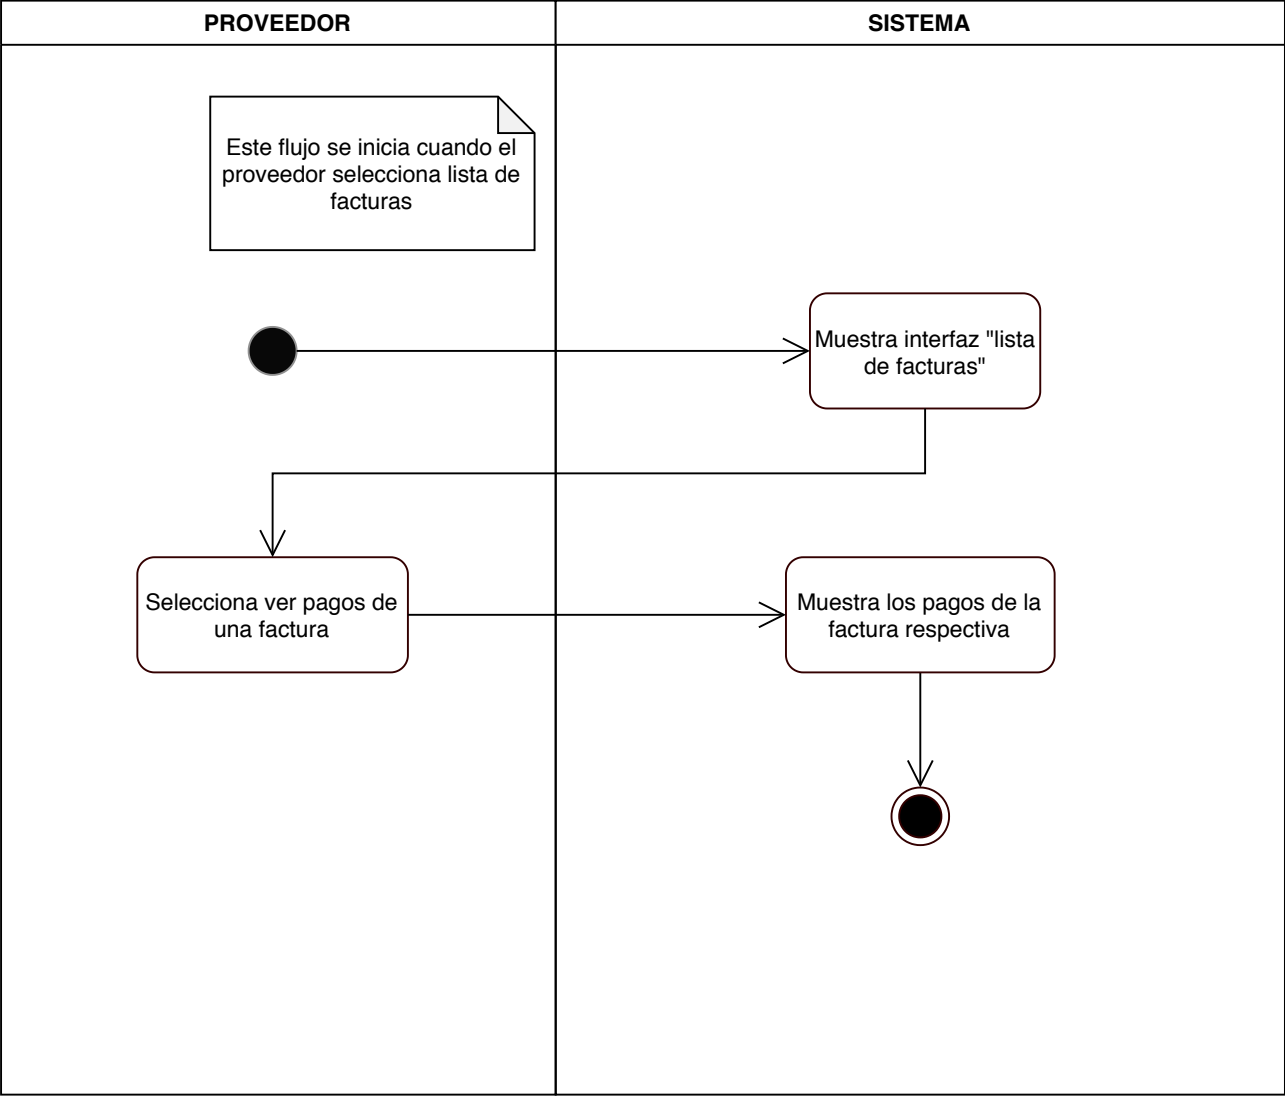 PROVEEDOR
SISTEMA
Este flujo se inicia cuando el
proveedor selecciona lista de
facturas
Muestra interfaz "lista
de facturas"
Selecciona ver pagos de
una factura
Muestra los pagos de la
factura respectiva